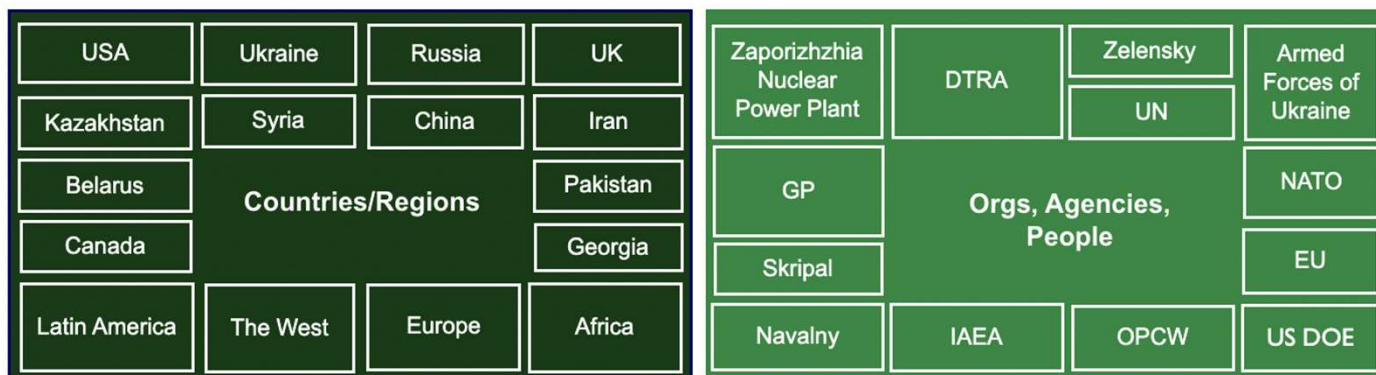 USA
Ukraine
Russia
UK
Kazakhstan
Syria
China
Iran
Belarus
Countries/Regions
Pakistan
Canada
Georgia
Latin America
The West
Europe
Africa
Zaporizhzhia
Nuclear
Power Plant
DTRA
Zelensky
UN
Armed
Forces of
Ukraine
GP
Orgs, Agencies,
People
NATO
Skripal
EU
Navalny
IAEA
OPCW
US DOE